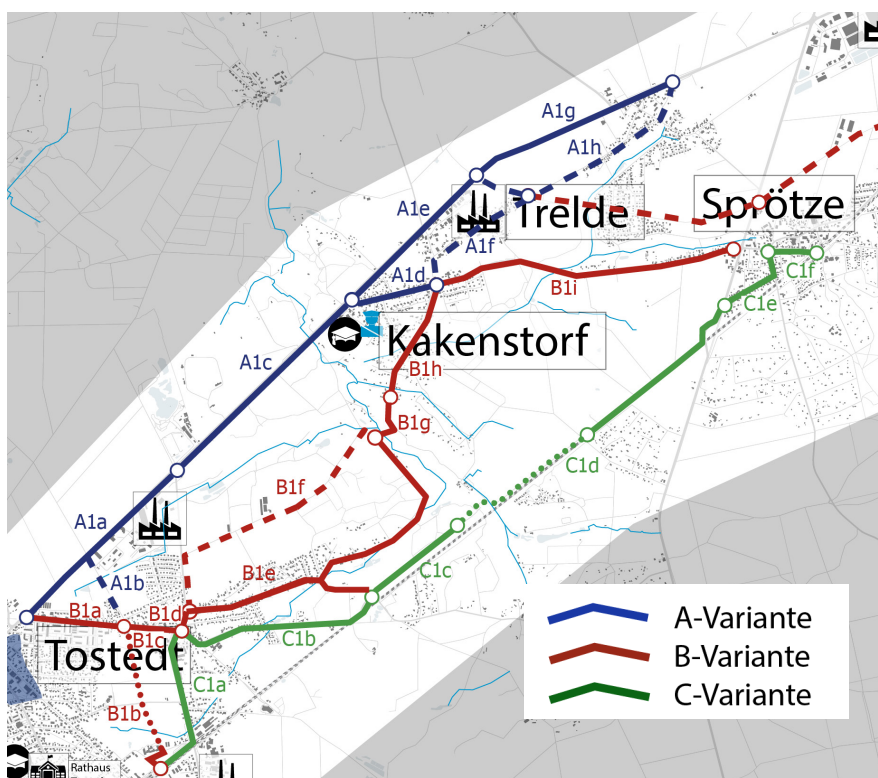 A1g
A1h
A1e
Trelde
Sprötze
A1f
A1d
C1f
B1i
C1e
Kakenstorf
A1c
B1h
B1g
B1f
C1d
A1a
A1b
B1e
C1c
B1a
B1d
B1c
C1b
Tostedt
C1a
B1b
Rathaus
A-Variante
B-Variante
C-Variante